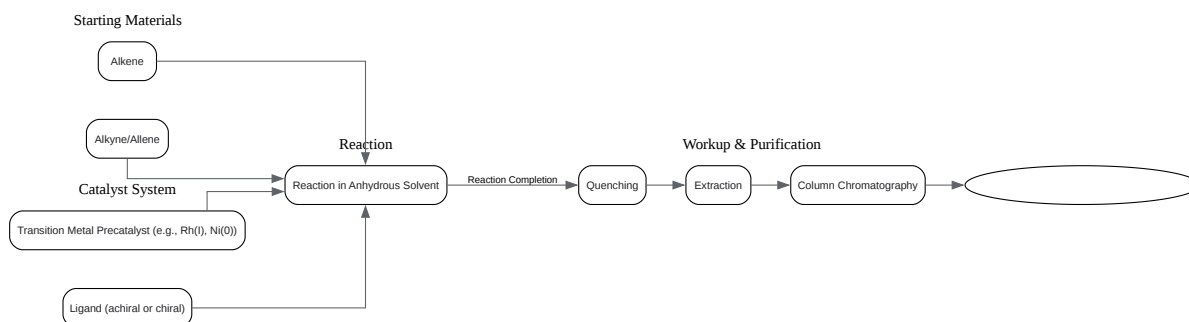 Starting Materials
Alkene
Alkyne/Allene
Catalyst System
Transition Metal Precatalyst (e.g., Rh(I), Ni(0))
Ligand (achiral or chiral)
Reaction
Reaction in Anhydrous Solvent
Reaction Completion
Workup & Purification
Quenching
Extraction
Column Chromatography